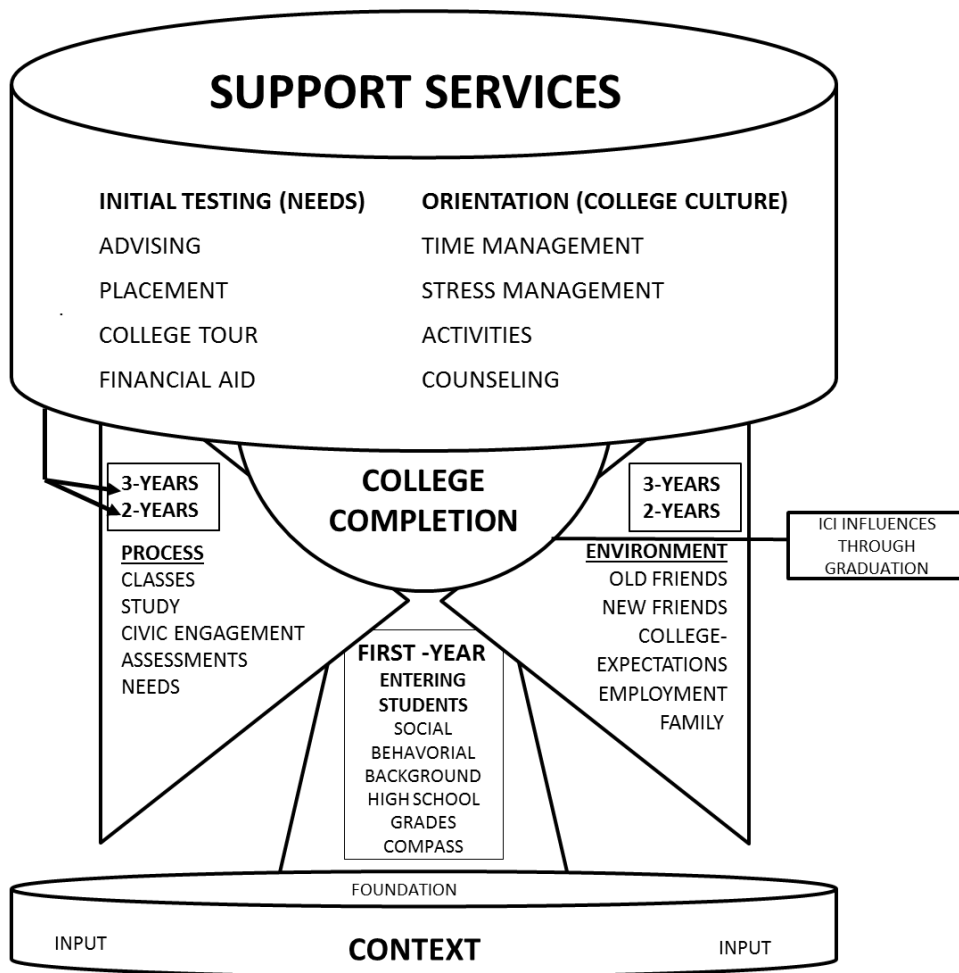 SUPPORT SERVICES
INITIAL TESTING (NEEDS)
ADVISING
PLACEMENT
COLLEGE TOUR
FINANCIAL AID
ORIENTATION (COLLEGE CULTURE)
TIME MANAGEMENT
STRESS MANAGEMENT
ACTIVITIES
COUNSELING
3-YEARS
2-YEARS
PROCESS
CLASSES
STUDY
CIVIC ENGAGEMENT
ASSESSMENTS
NEEDS
COLLEGE
COMPLETION
3-YEARS
2-YEARS
ENVIRONMENT
OLD FRIENDS
NEW FRIENDS
COLLEGE-
EXPECTATIONS
EMPLOYMENT
FAMILY
ICI INFLUENCES
THROUGH
GRADUATION
FIRST -YEAR
ENTERING
STUDENTS
SOCIAL
BEHAVORIAL
BACKGROUND
HIGH SCHOOL
GRADES
COMPASS
FOUNDATION
INPUT
CONTEXT
INPUT